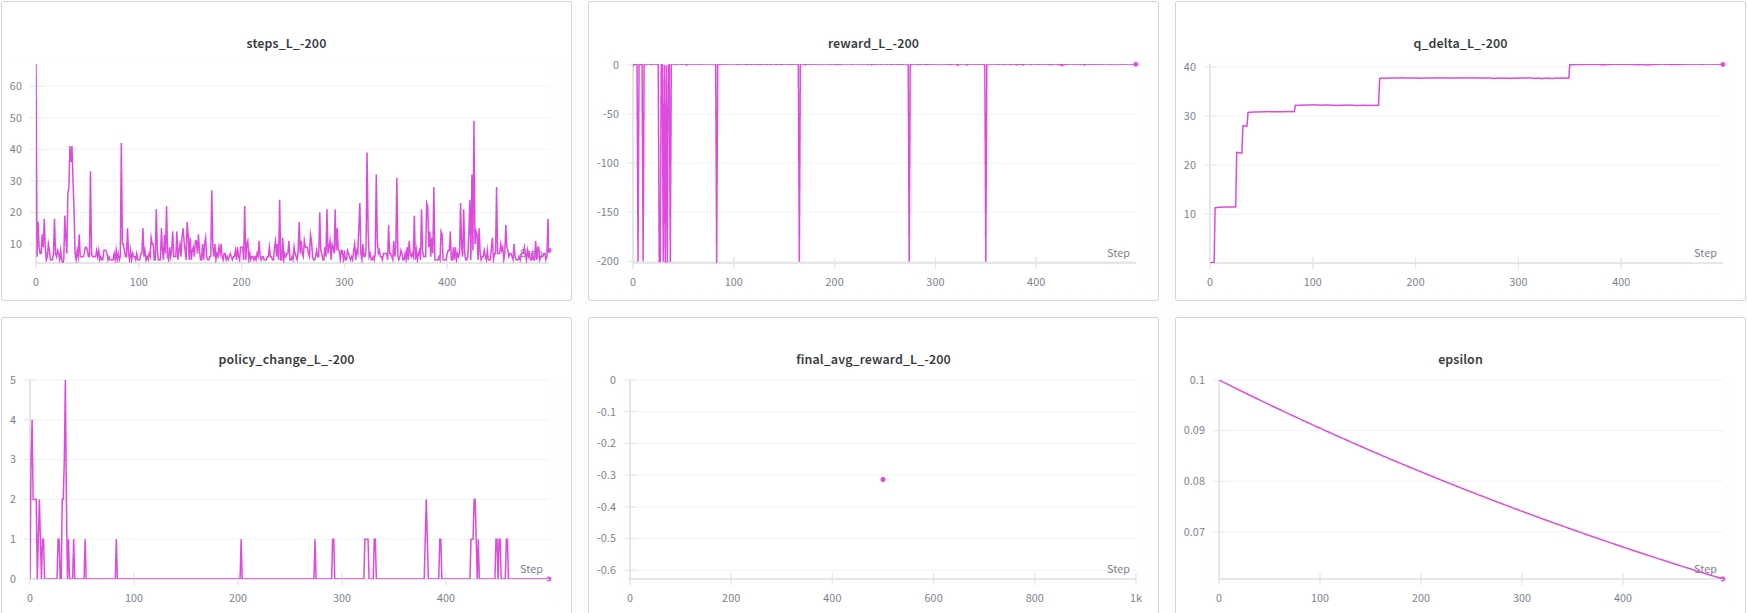 steps_L_-200
60
50
40
30
20
10
Step
0 100 200 300 400
reward_L_-200
0
-50
-100
-150
-200
Step
0 100 200 300 400
q_delta_L_-200
40
30
20
10
Step
0 100 200 300 400
policy_change_L_-200
5
4
3
2
1
0
Step
0 100 200 300 400
final_avg_reward_L_-200
0
-0.1
-0.2
-0.3
-0.4
-0.5
-0.6
Step
0 200 400 600 800 1k
epsilon
0.1
0.09
0.08
0.07
Step
0 100 200 300 400